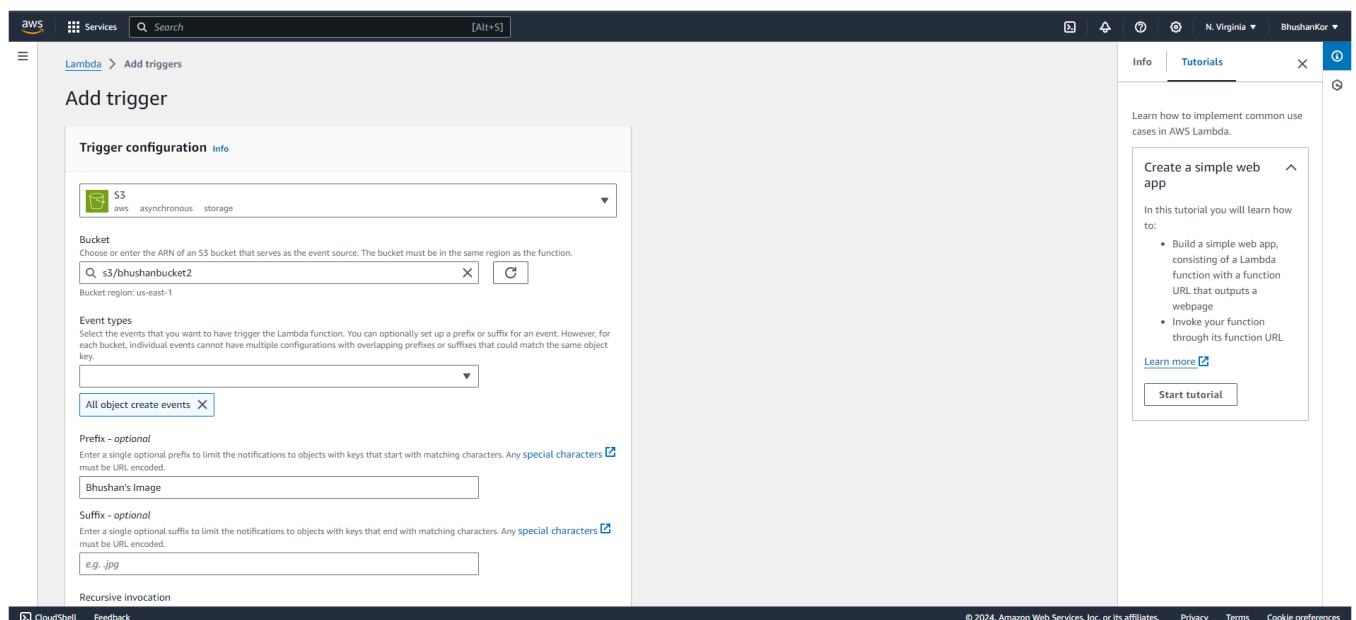 aws
Services
Search [Alt+S]
N. Virginia
BhushanKor
Lambda > Add triggers
Add trigger
Trigger configuration Info
S3
aws asynchronous storage
Bucket
Choose or enter the ARN of an S3 bucket that serves as the event source. The bucket must be in the same region as the function.
s3/bhushanbucket2
Bucket region: us-east-1
Event types
Select the events that you want to have trigger the Lambda function. You can optionally set up a prefix or suffix for an event. However, for
each bucket, individual events cannot have multiple configurations with overlapping prefixes or suffixes that could match the same object
key.
All object create events
Prefix - optional
Enter a single optional prefix to limit the notifications to objects with keys that start with matching characters. Any special characters
must be URL encoded.
Bhushan's Image
Suffix - optional
Enter a single optional suffix to limit the notifications to objects with keys that end with matching characters. Any special characters
must be URL encoded.
e.g. .jpg
Recursive invocation
Info Tutorials
Learn how to implement common use
cases in AWS Lambda.
Create a simple web
app
In this tutorial you will learn how
to:
• Build a simple web app,
consisting of a Lambda
function with a function
URL that outputs a
webpage
• Invoke your function
through its function URL
Learn more
Start tutorial
CloudShell Feedback
© 2024, Amazon Web Services, Inc. or its affiliates. Privacy Terms Cookie preferences